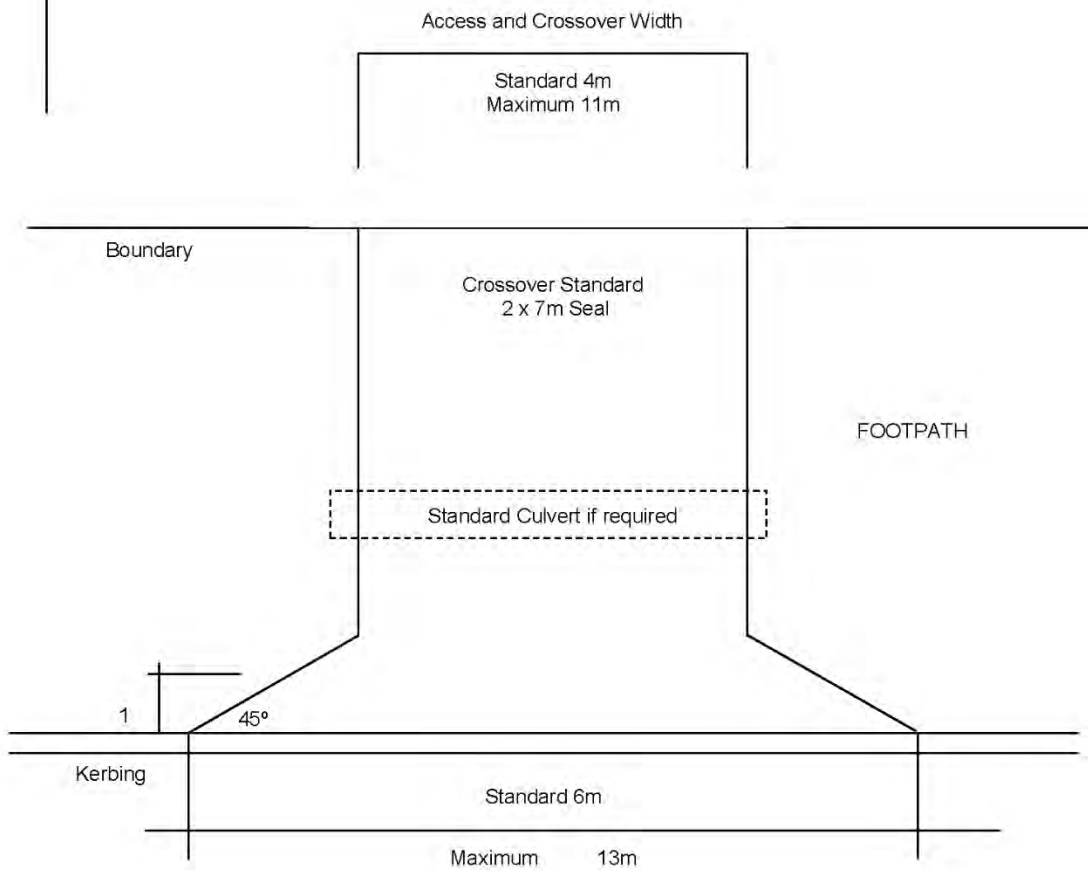 Access and Crossover Width
Standard 4m
Maximum 11m
Boundary
Crossover Standard
2 x 7m Seal
FOOTPATH
Standard Culvert if required
1
45º
Kerbing
Standard 6m
Maximum 13m